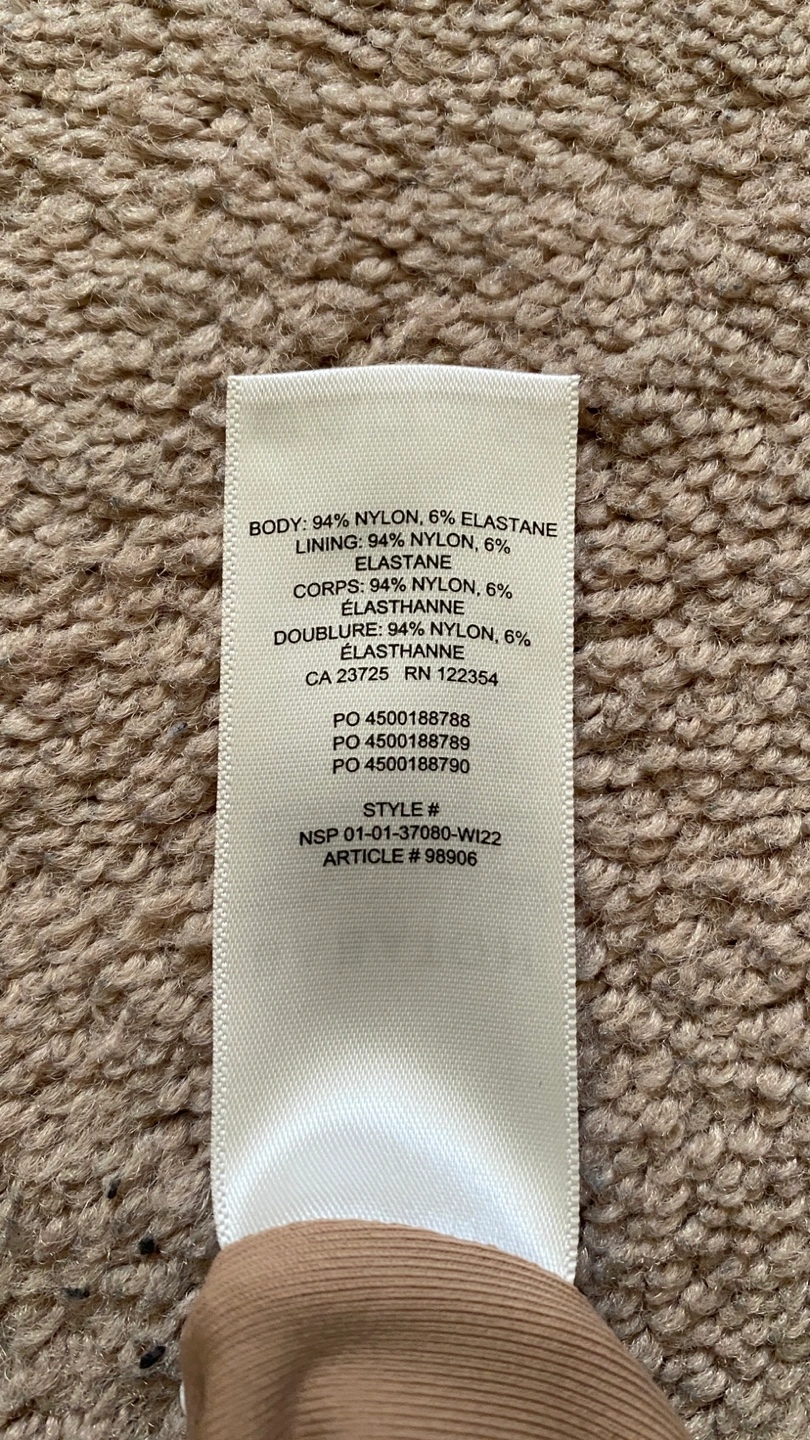 BODY: 94% NYLON, 6% ELASTANE
LINING: 94% NYLON, 6%
ELASTANE
CORPS: 94% NYLON, 6%
ÉLASTHANNE
DOUBLURE: 94% NYLON, 6%
ÉLASTHANNE
CA 23725 RN 122354
PO 4500188788
PO 4500188789
PO 4500188790
STYLE #
NSP 01-01-37080-WI22
ARTICLE # 98906